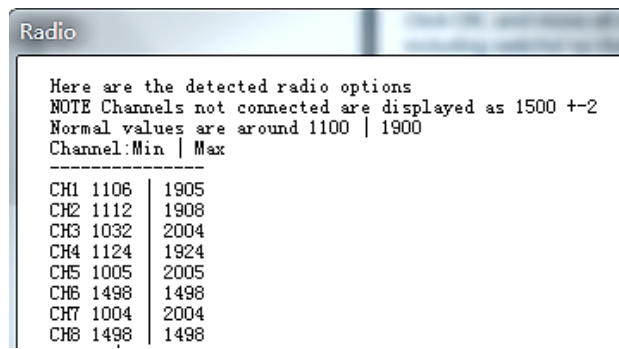 Radio
Here are the detected radio options
NOTE Channels not connected are displayed as 1500 +-2
Normal values are around 1100 | 1900
Channel:Min | Max
---------------
CH1 1106 | 1905
CH2 1112 | 1908
CH3 1032 | 2004
CH4 1124 | 1924
CH5 1005 | 2005
CH6 1498 | 1498
CH7 1004 | 2004
CH8 1498 | 1498